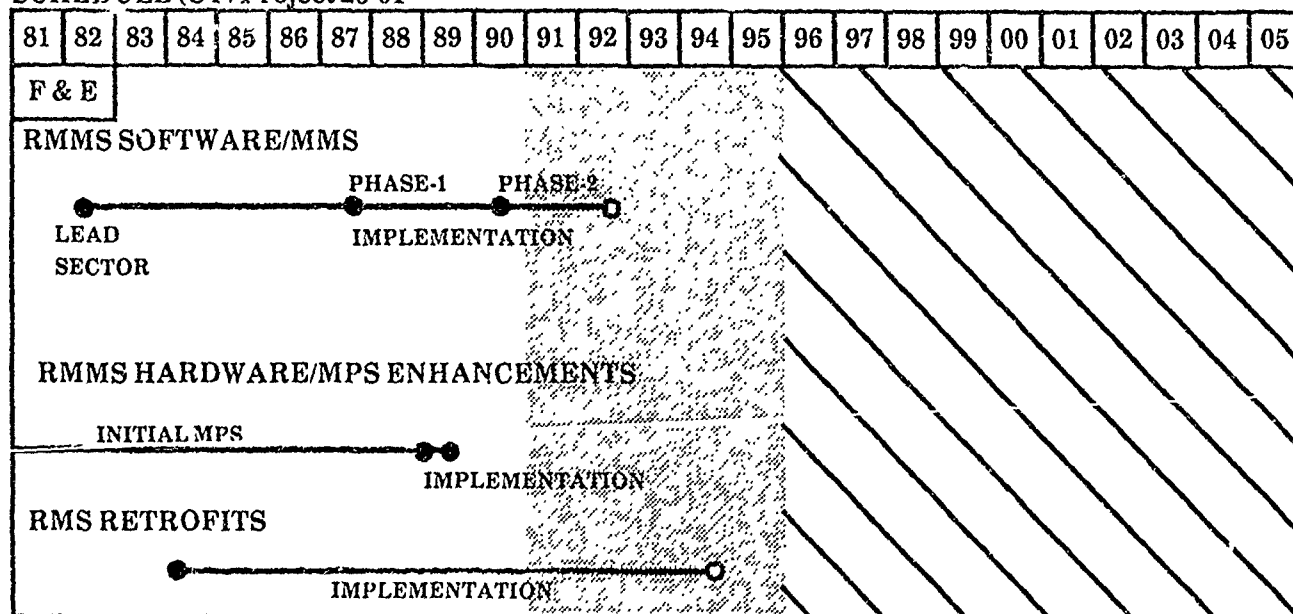 81 82 83 84 85 86 87 88 89 90 91 92 93 94 95 96 97 98 99 00 01 02 03 04 05
F & E
RMMS SOFTWARE/MMS
PHASE-1 PHASE-2
LEAD IMPLEMENTATION
SECTOR
RMMS HARDWARE/MPS ENHANCEMENTS
INITIAL MPS
IMPLEMENTATION
RMS RETROFITS
IMPLEMENTATION